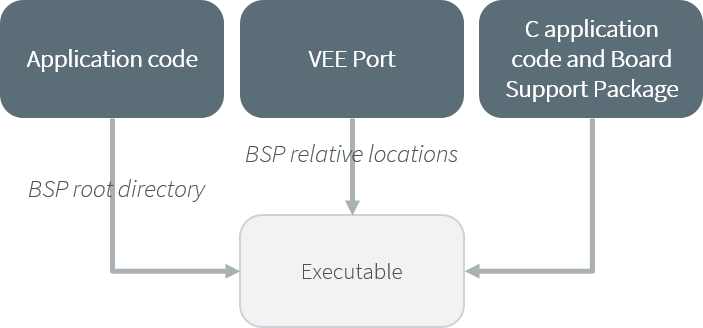 Application code
VEE Port
C application
code and Board
Support Package
BSP relative locations
BSP root directory
Executable